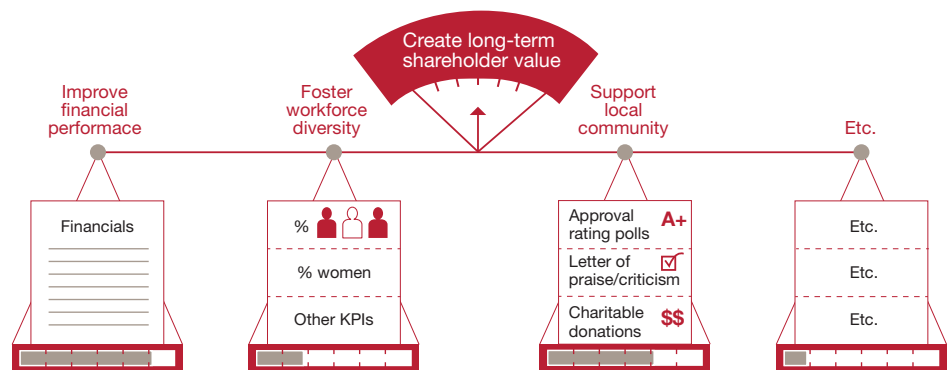 Create long-term
shareholder value
Improve
financial
performace
Foster
workforce
diversity
Support
local
community
Etc.
Financials
%
% women
Other KPIs
Approval
rating polls A+
Letter of
praise/criticism
Charitable
donations $$
Etc.
Etc.
Etc.